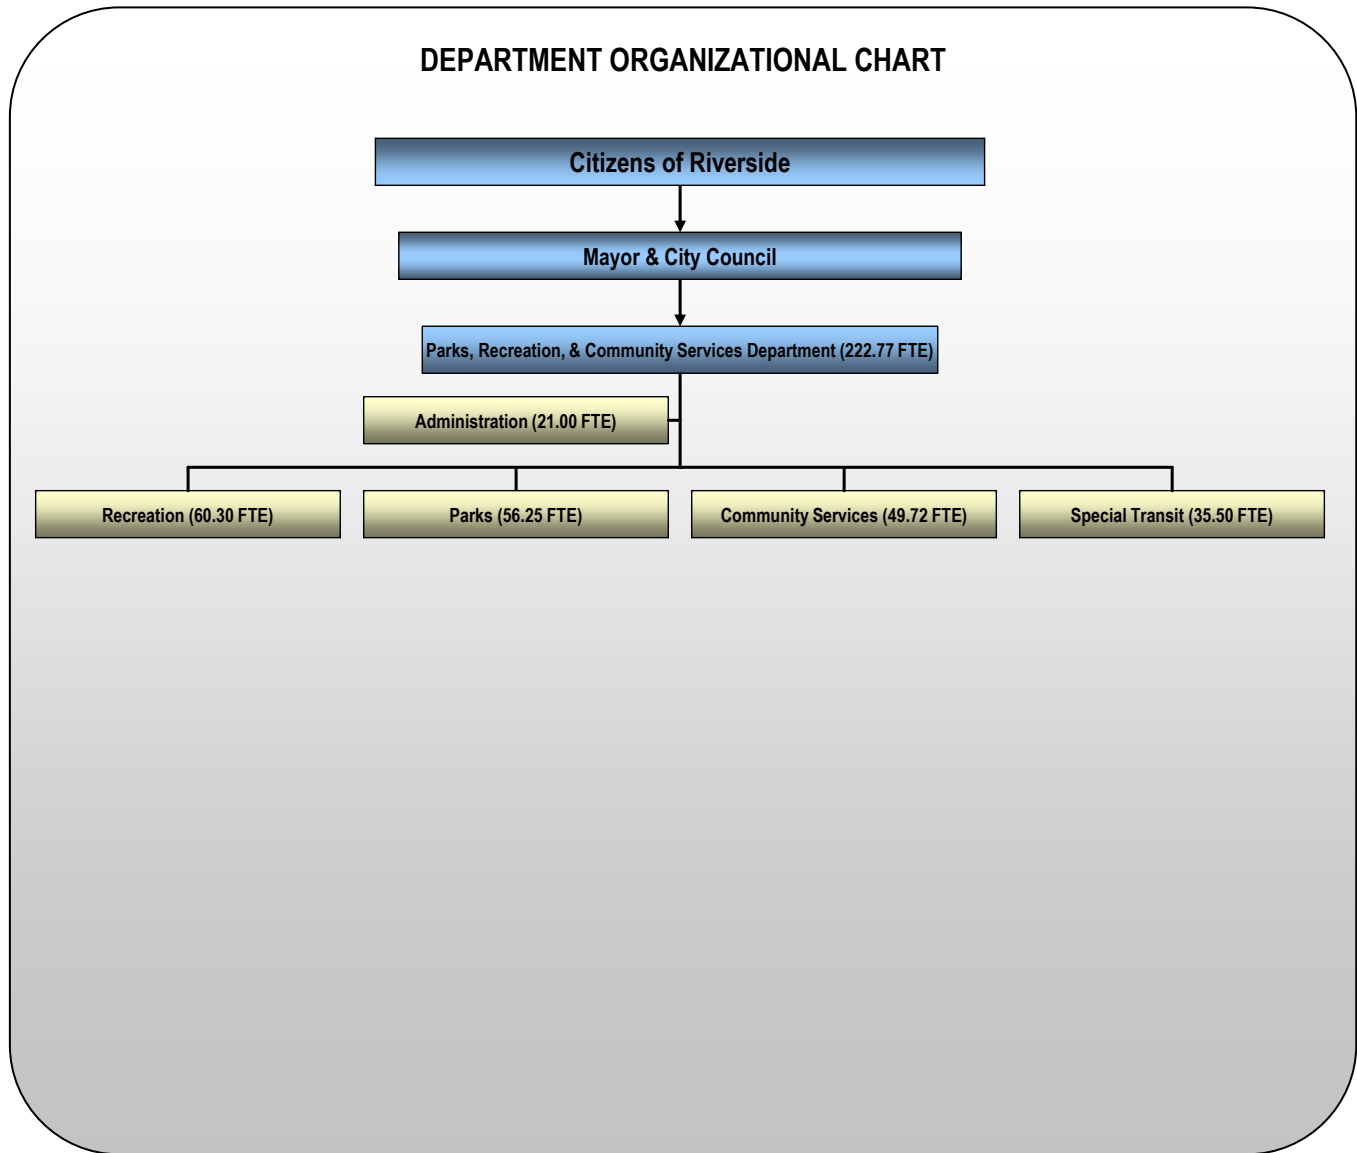 DEPARTMENT ORGANIZATIONAL CHART
Citizens of Riverside
Mayor & City Council
Parks, Recreation, & Community Services Department (222.77 FTE)
Administration (21.00 FTE)
Recreation (60.30 FTE)
Parks (56.25 FTE)
Community Services (49.72 FTE)
Special Transit (35.50 FTE)